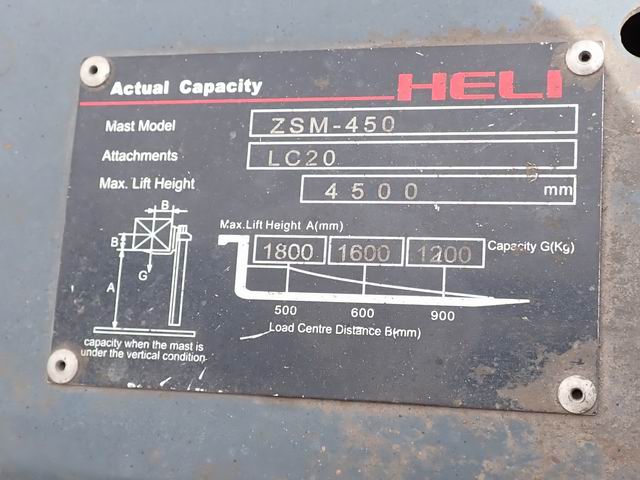 Actual Capacity HELI
Mast Model ZSM-450
Attachments LC20
Max. Lift Height 4500 mm
Max.Lift Height A(mm)
1800 1600 1200 Capacity G(Kg)
500 600 900
Load Centre Distance B(mm)
B
B
G
A
capacity when the mast is
under the vertical condition